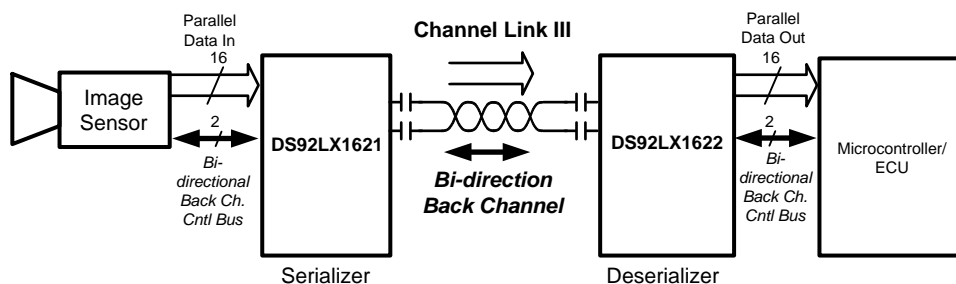 Parallel
Data In
16
Image
Sensor
2
Bi-
directional
Back Ch.
Cntl Bus
DS92LX1621
Serializer
Channel Link III
Bi-direction
Back Channel
DS92LX1622
Deserializer
Parallel
Data Out
16
2
Bi-
directional
Back Ch.
Cntl Bus
Microcontroller/
ECU